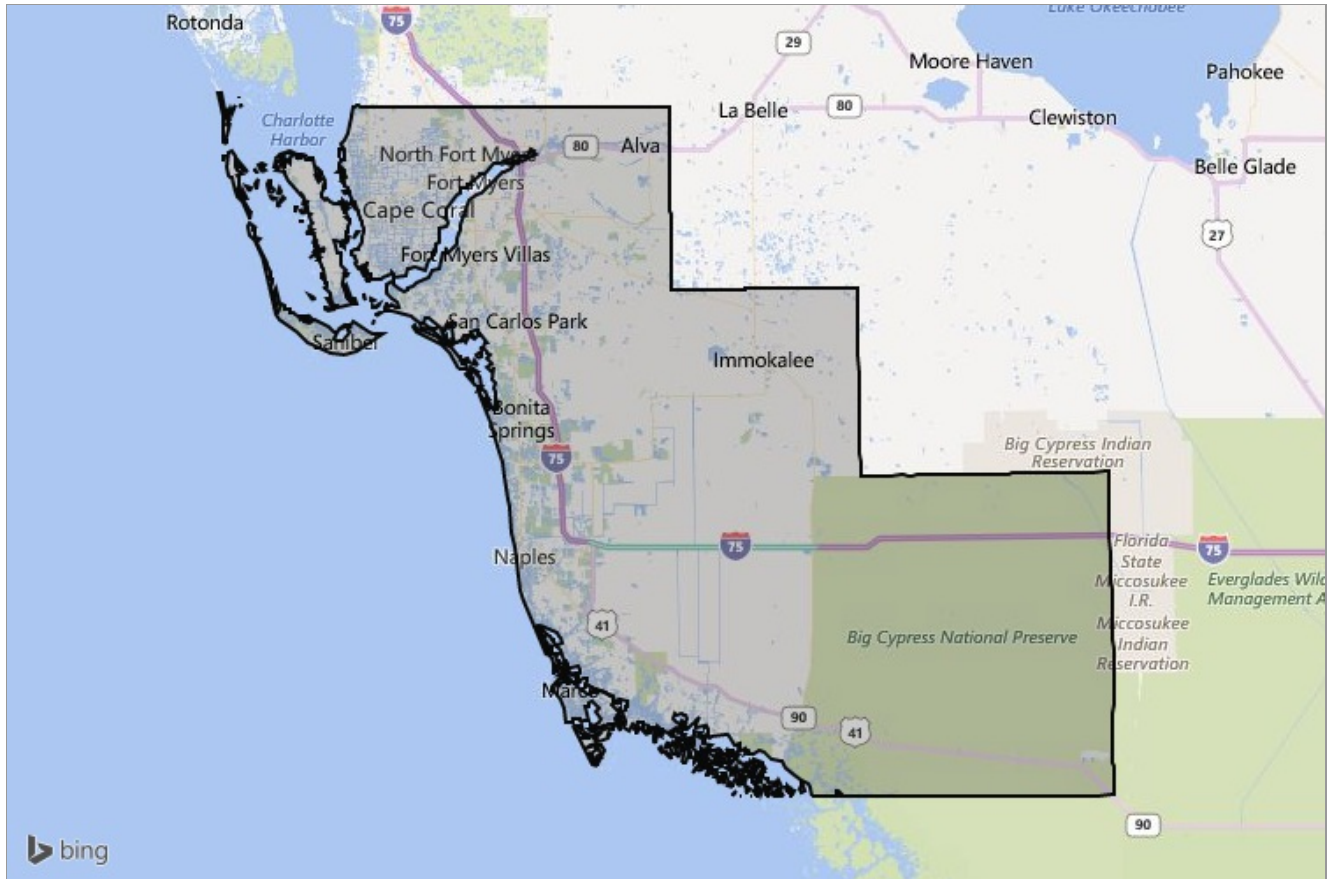 Rotonda
75
Lake Okeechobee
29
Moore Haven
Pahokee
La Belle
80
Clewiston
Charlotte
Harbor
North Fort Myers
80
Alva
Belle Glade
Fort Myers
Cape Coral
27
Fort Myers Villas
San Carlos Park
Sanibel
Immokalee
Bonita
Springs
75
Big Cypress Indian
Reservation
Naples
75
Florida
State
Miccosukee
I.R.
75
Everglades Wild
Management A
41
Miccosukee
Indian
Reservation
Big Cypress National Preserve
Marco
90
41
90
bing